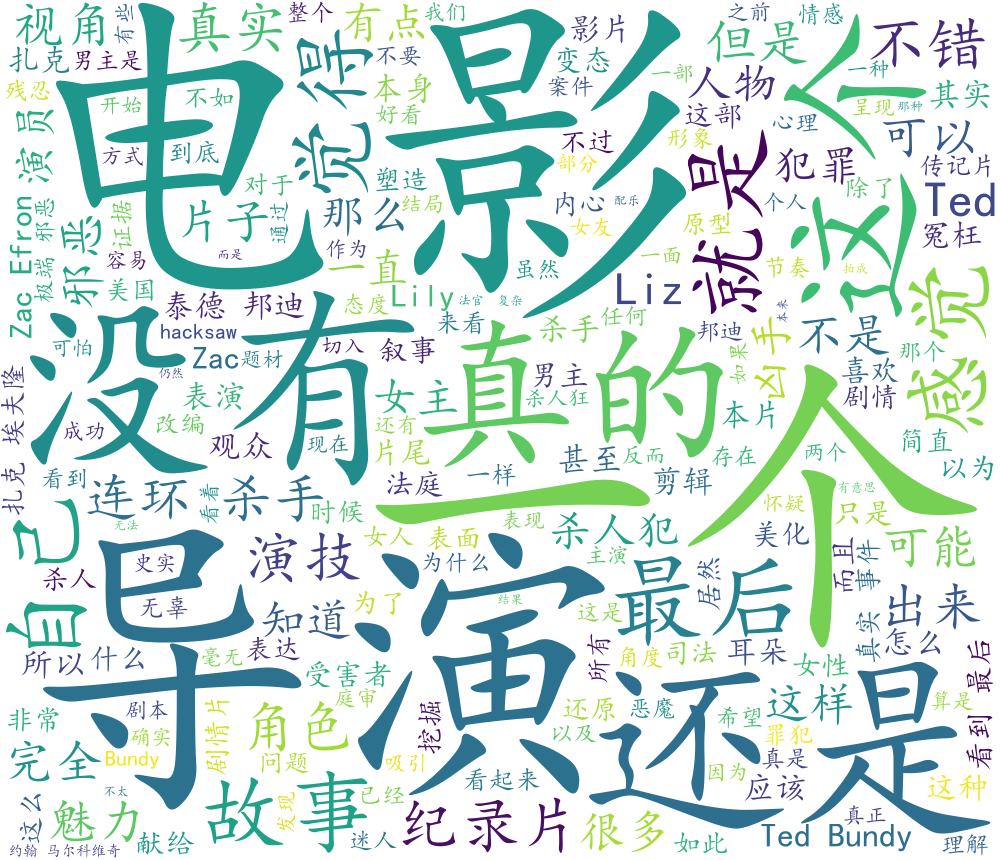 视角
有些
电影
真实
整个
有点
我们
影片
之前
情感
但是
不错
扎克
男主是
觉得
不要
变态
一部
人
一种
残忍
开始
不如
本身
案件
人物
其实
好看
这部
心理
呈现
那种
演员
方式
到底
不过
形象
就是
犯罪
可以
传记片
部分
对于
塑造
结局
内心
配乐
个人
除了
Ted
Zac Efron
邪恶
邪恶
片子
通过
那么
女友
原型
这
冤枉
极端
证据
容易
而是
作为
虽然
一面
节奏
拍成
感觉
美国
一直
泰德 邦迪
态度
Lily
法官
复杂
Liz
本来
可怕
没有
hacksaw
来看
杀手
任何
邦迪
凶手
不是
那个
Zac
题材
切入
叙事
真的
如果
喜欢
仍然
男主
剧情
扎克 埃夫隆
成功
表演
女主
杀人狂
本片
改编
还有
一个
简直
观众
现在
片尾
甚至
反而
存在
两个
以为
看到
连环 杀手
看着
法庭
一样
剪辑
有意思
时候
怀疑
只是
自己
无法
表现
杀人犯
美化
可能
导演
史实
演技
女人
表面
为什么
主演
居然
最后
而且
事件
杀人
无辜
知道
为了
结果
这是
出来
所以
什么
毫无
表达
受害者
所有
角度
司法
耳朵
女性
真实
怎么
看到 最后
庭审
还是
非常
剧本
剧情片
角色
挖掘
还原
恶魔
希望
这样
算是
确实
以及
罪犯
完全
Bundy
问题
吸引
看起来
因为
真是
应该
这种
这么
不太
故事
发现
已经
纪录片
很多
真正
魅力
献给
迷人
如此
Ted Bundy
理解
约翰 马尔科维奇